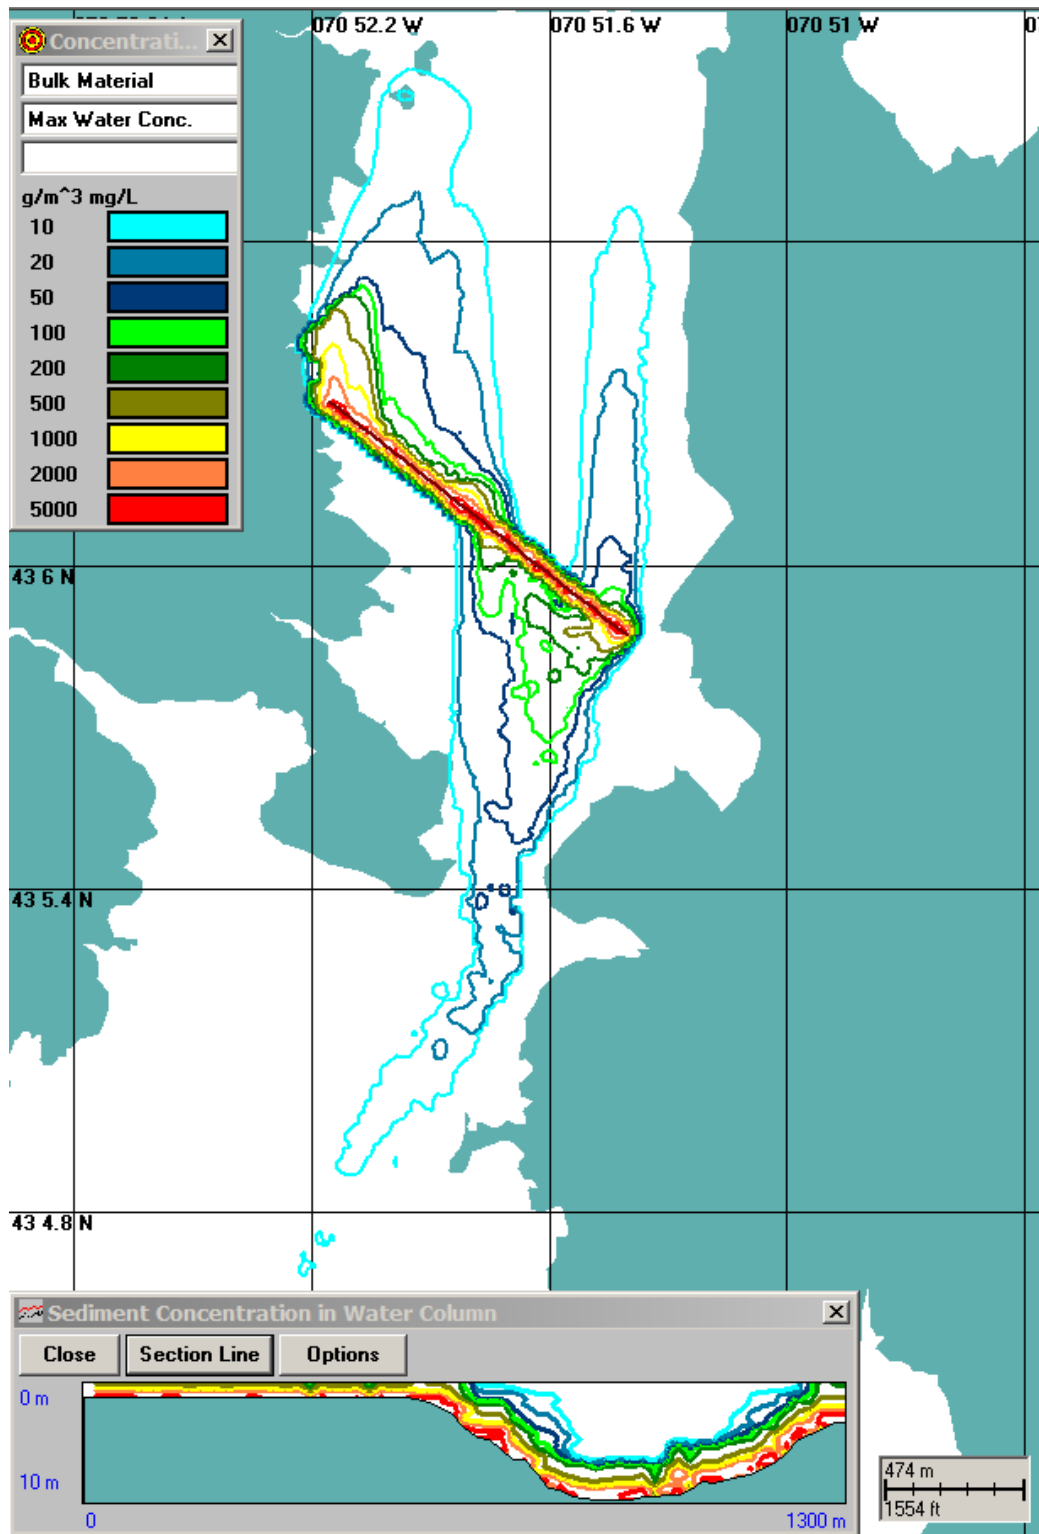 070 52.2 W
070 51.6 W
070 51 W
Concentrati...
Bulk Material
Max Water Conc.
g/m^3 mg/L
10
20
50
100
200
500
1000
2000
5000
43 6 N
43 5.4 N
43 4.8 N
Sediment Concentration in Water Column
Close
Section Line
Options
0 m
10 m
0
1300 m
474 m
1554 ft